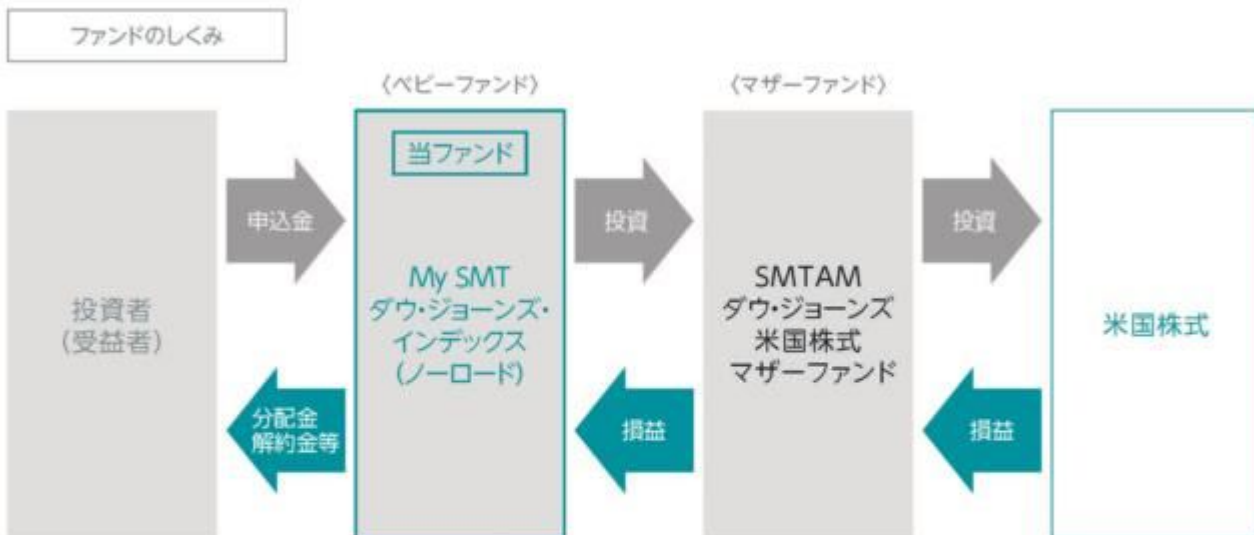 ファンドのしくみ
〈ベビーファンド〉
〈マザーファンド〉
投資者
(受益者)
申込金
分配金
解約金等
当ファンド
My SMT
ダウ・ジョーンズ・
インデックス
(ノーロード)
投資
損益
SMTAM
ダウ・ジョーンズ
米国株式
マザーファンド
投資
損益
米国株式